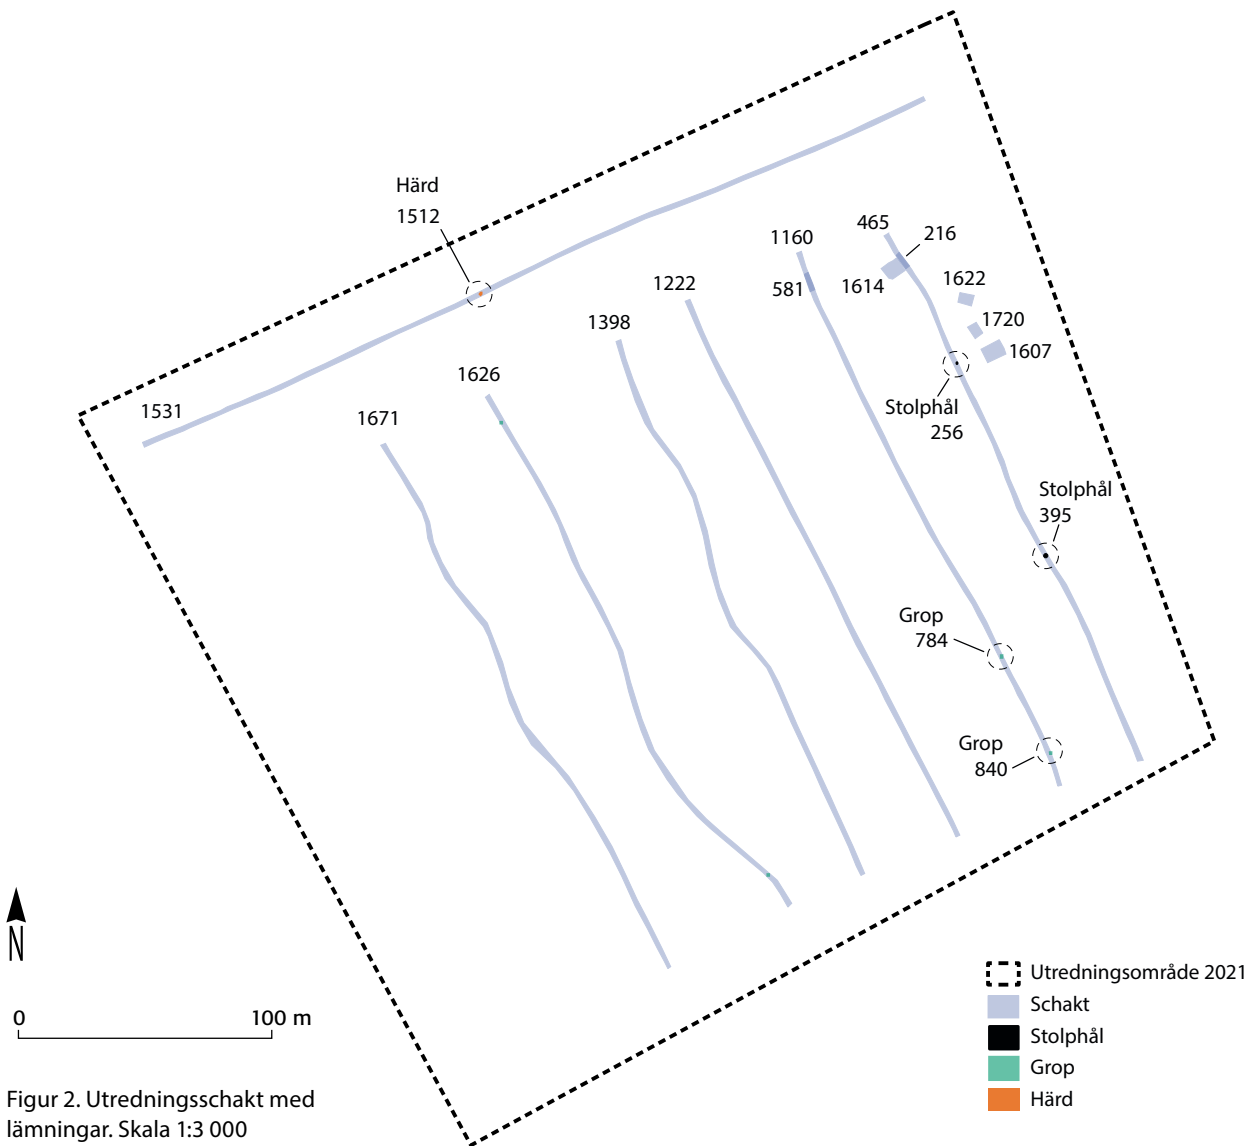 Härd
1512
465
216
1160
1614
1622
581
1222
1720
1398
1607
1626
1531
1671
Stolphål
256
Stolphål
395
Grop
784
Grop
840
N
0 100 m
Utredningsområde 2021
Schakt
Stolphål
Grop
Härd
Figur 2. Utredningsschakt med
lämningar. Skala 1:3 000